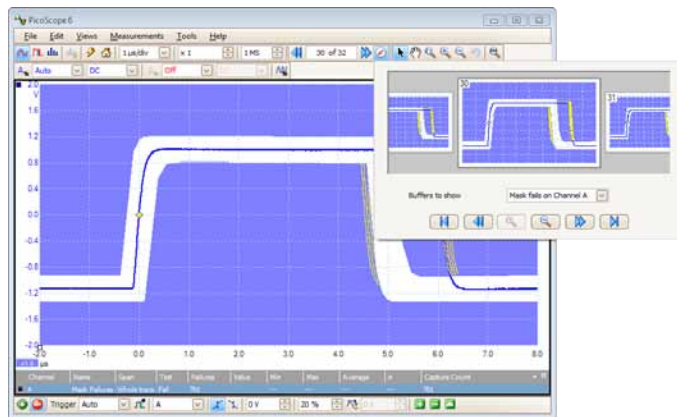 PicoScope 6
File Edit Views Measurements Tools Help
1 µs/div x 1 1 MS 30 of 32
A Auto DC Off
2.0
V
1.6
1.2
0.8
0.4
0.0
-0.4
-0.8
-1.2
-1.6
-2.0
-2.0 -1.0 0.0 1.0 2.0 3.0 4.0 5.0 6.0 7.0 8.0
µs
30
31
Buffers to show Mask fails on Channel A
Channel Name Span Test Failures Value Min Max Average σ Capture Count
A Mask Failures Whole trace Fail
Trigger Auto A 0 V 20 %